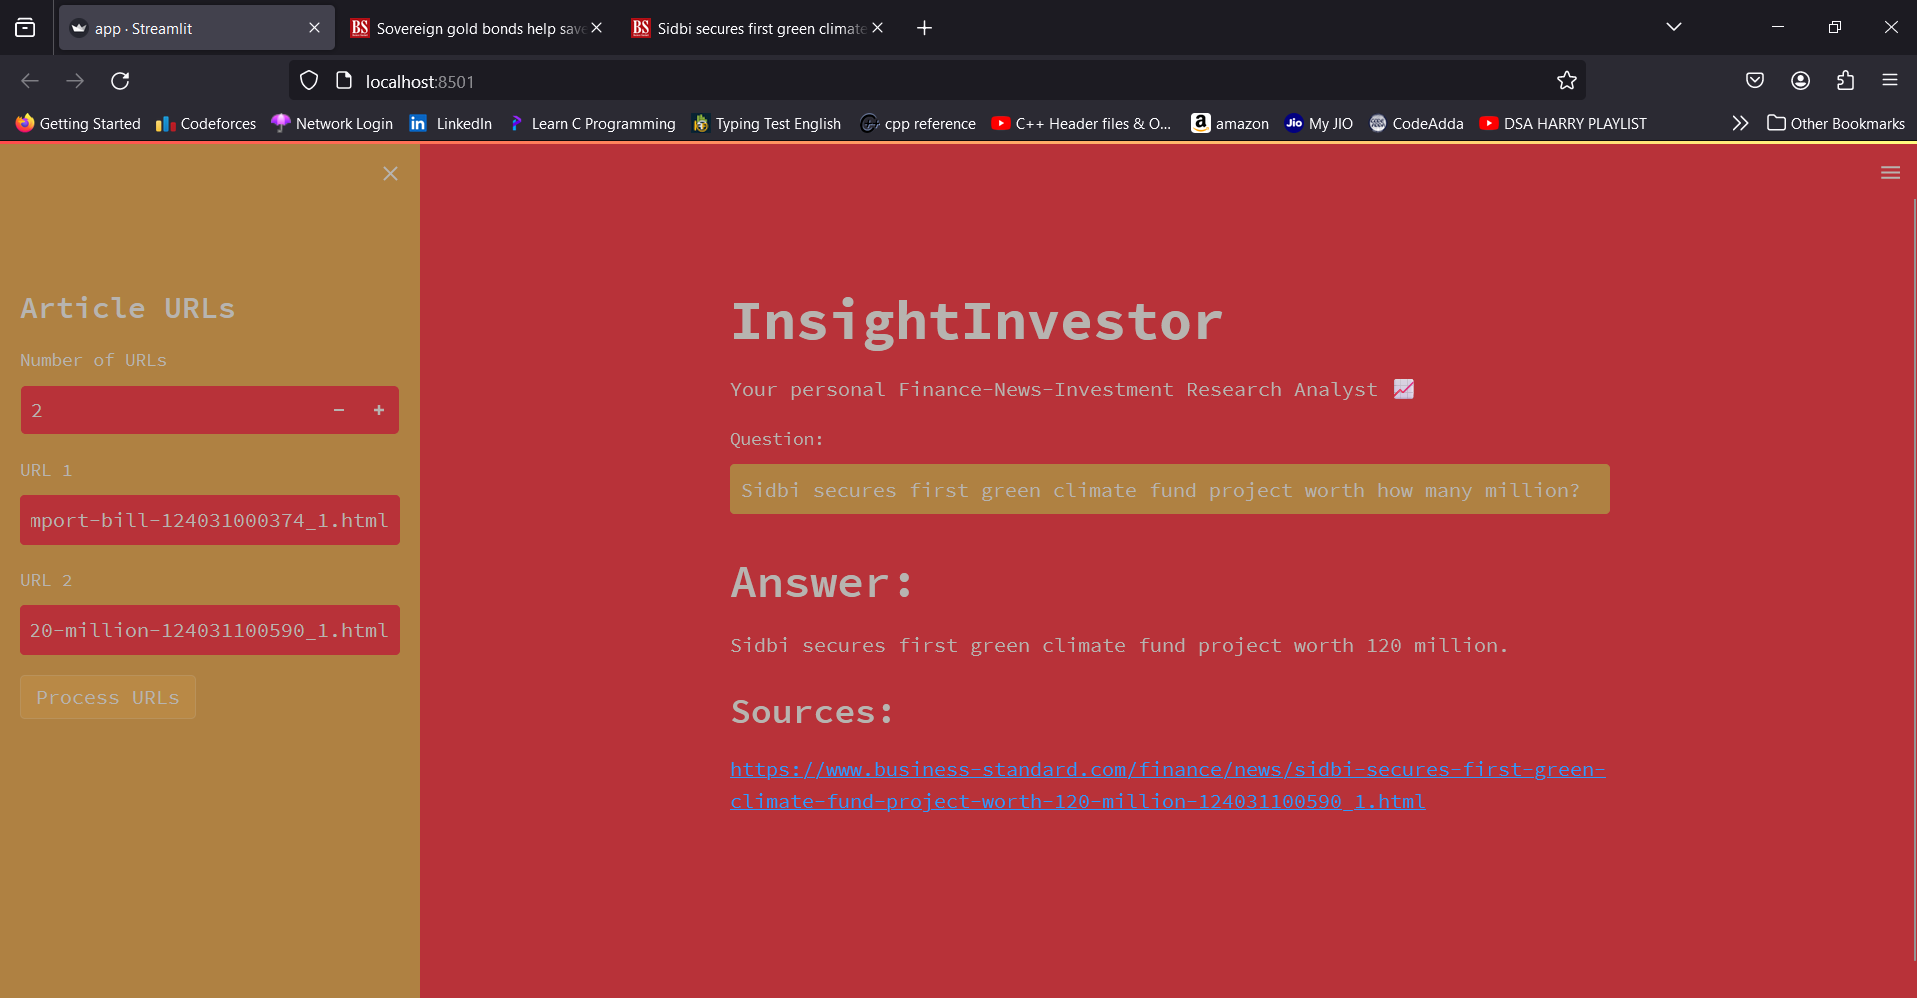 app · Streamlit
BS Sovereign gold bonds help save
BS Sidbi secures first green climate
localhost:8501
Getting Started
Codeforces
Network Login
in LinkedIn
Learn C Programming
Typing Test English
cpp reference
C++ Header files & O...
a amazon
Jio My JIO
CodeAdda
DSA HARRY PLAYLIST
Other Bookmarks
Article URLs
Number of URLs
2
URL 1
mport-bill-124031000374_1.html
URL 2
20-million-124031100590_1.html
Process URLs
InsightInvestor
Your personal Finance-News-Investment Research Analyst 📈
Question:
Sidbi secures first green climate fund project worth how many million?
Answer:
Sidbi secures first green climate fund project worth 120 million.
Sources:
https://www.business-standard.com/finance/news/sidbi-secures-first-green-
climate-fund-project-worth-120-million-124031100590_1.html